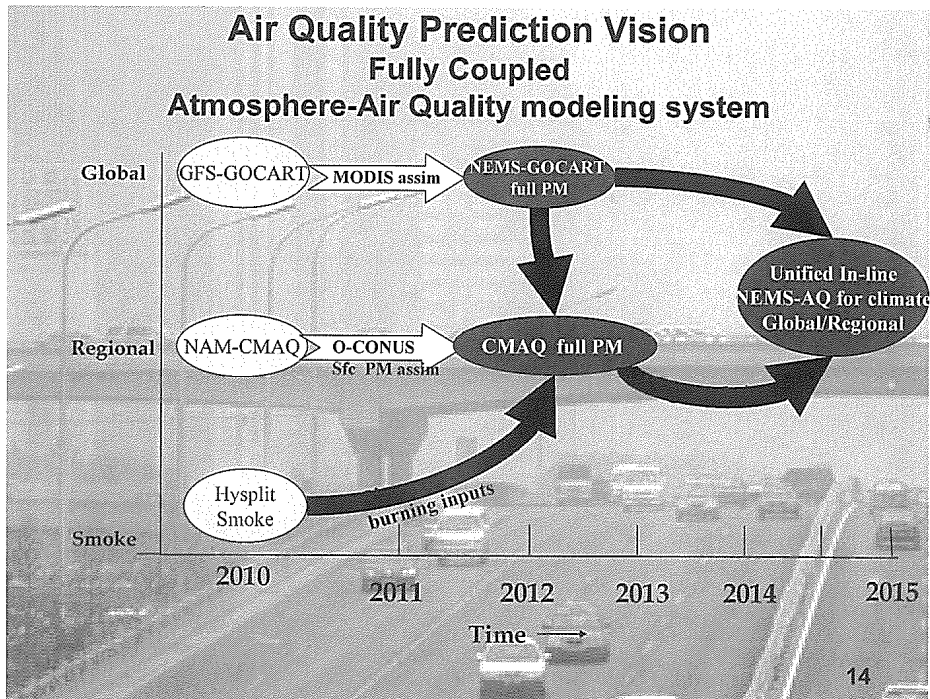 Air Quality Prediction Vision
Fully Coupled
Atmosphere-Air Quality modeling system
Global
GFS-GOCART
MODIS assim
NEMS-GOCART
full PM
Unified In-line
NEMS-AQ for climate
Global/Regional
Regional
NAM-CMAQ
O-CONUS
Sfc PM assim
CMAQ full PM
Hysplit
Smoke
burning inputs
Smoke
2010
2011
2012
2013
2014
2015
Time
14